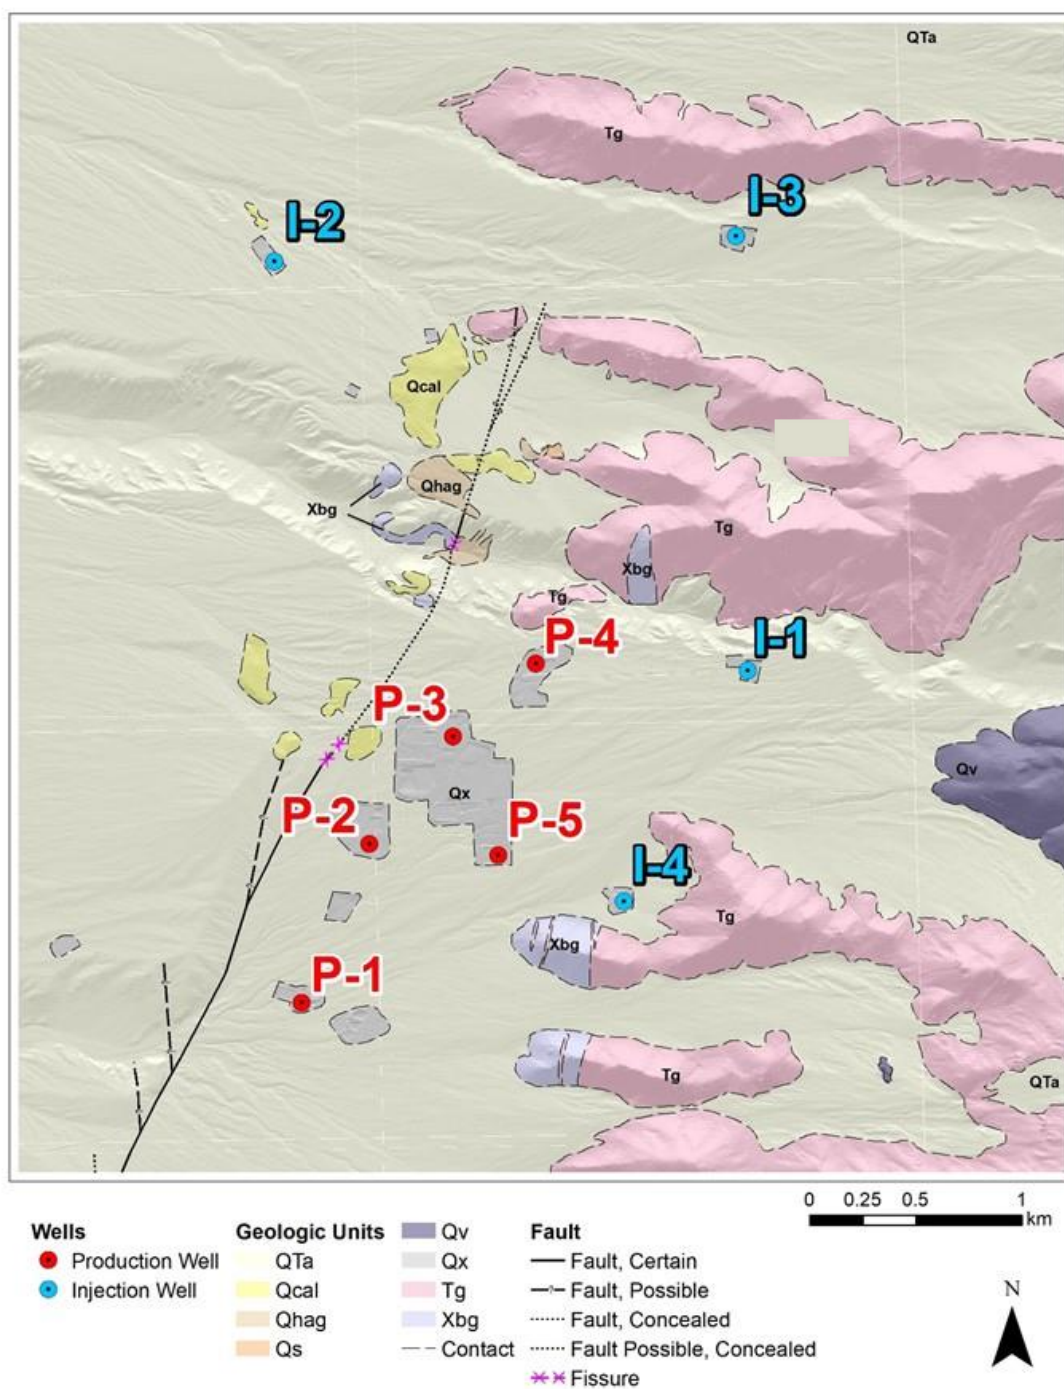 QTa
Tg
I-3
I-2
Qcal
Qhag
Xbg
Tg
Xbg
Tg
P-4
I-1
P-3
Qv
Qx
P-2
P-5
I-4
Tg
Xbg
P-1
Tg
QTa
Wells
Production Well
Injection Well
Geologic Units
QTa
Qcal
Qhag
Qs
Qv
Qx
Tg
Xbg
Contact
Fault
Fault, Certain
Fault, Possible
Fault, Concealed
Fault Possible, Concealed
Fissure
0 0.25 0.5 1
km
N